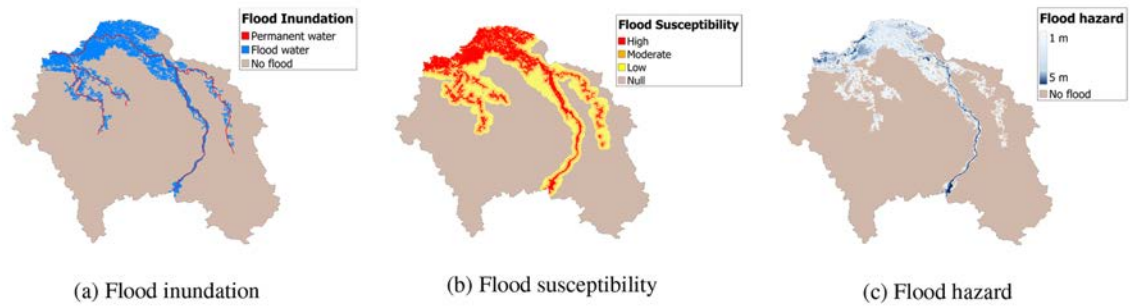 Flood Inundation
Permanent water
Flood water
No flood
(a) Flood inundation
Flood Susceptibility
High
Moderate
Low
Null
(b) Flood susceptibility
Flood hazard
1 m
5 m
No flood
(c) Flood hazard